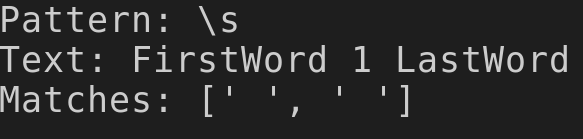 Pattern: \s
Text: FirstWord 1 LastWord
Matches: [' ', ' ']